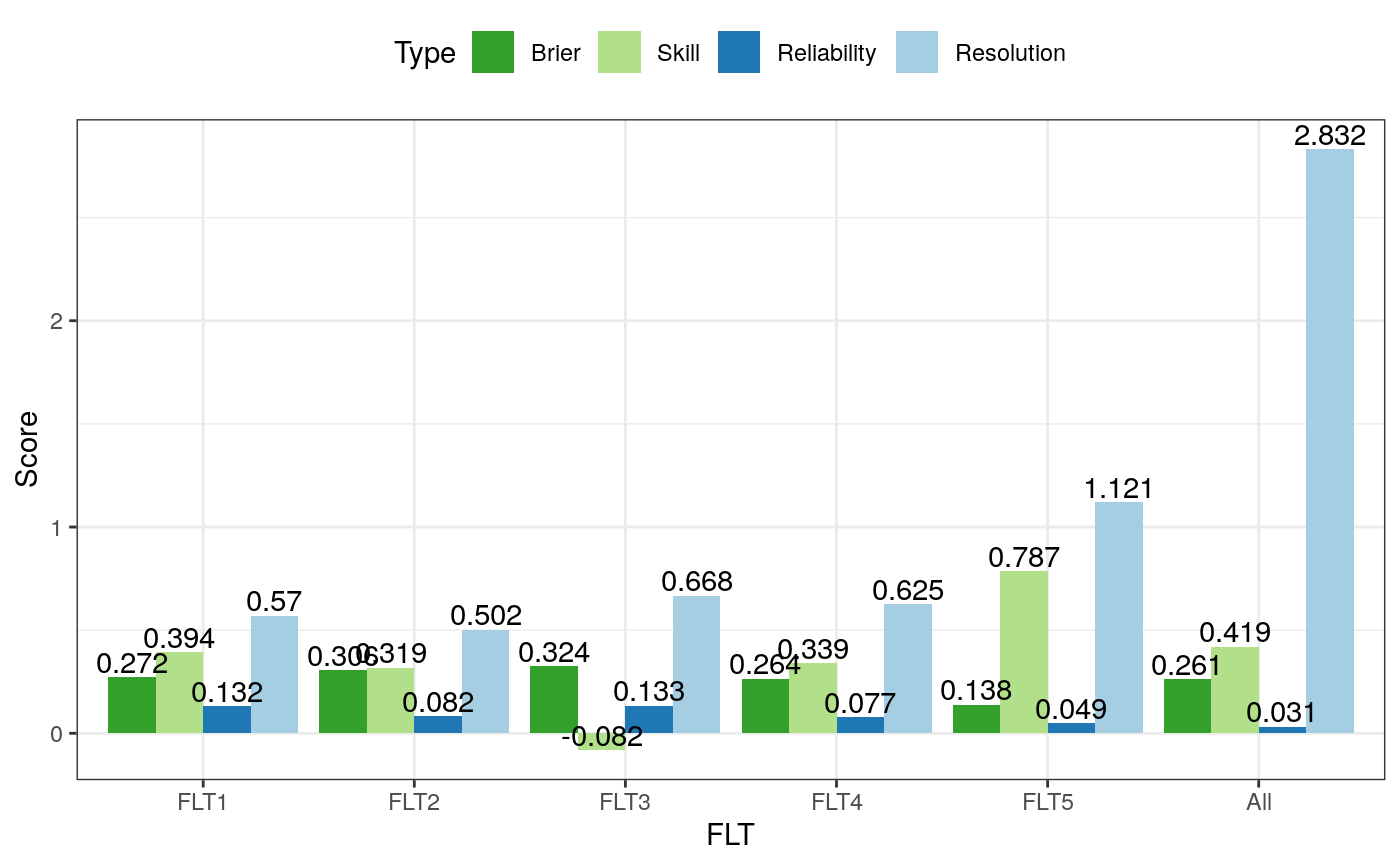 Type Brier Skill Reliability Resolution
Score
2
1
0
0.272 0.394 0.132 0.57
0.306 0.319 0.082 0.502
0.324 -0.082 0.133 0.668
0.264 0.339 0.077 0.625
0.138 0.787 0.049 1.121
0.261 0.419 0.031 2.832
FLT1 FLT2 FLT3 FLT4 FLT5 All
FLT